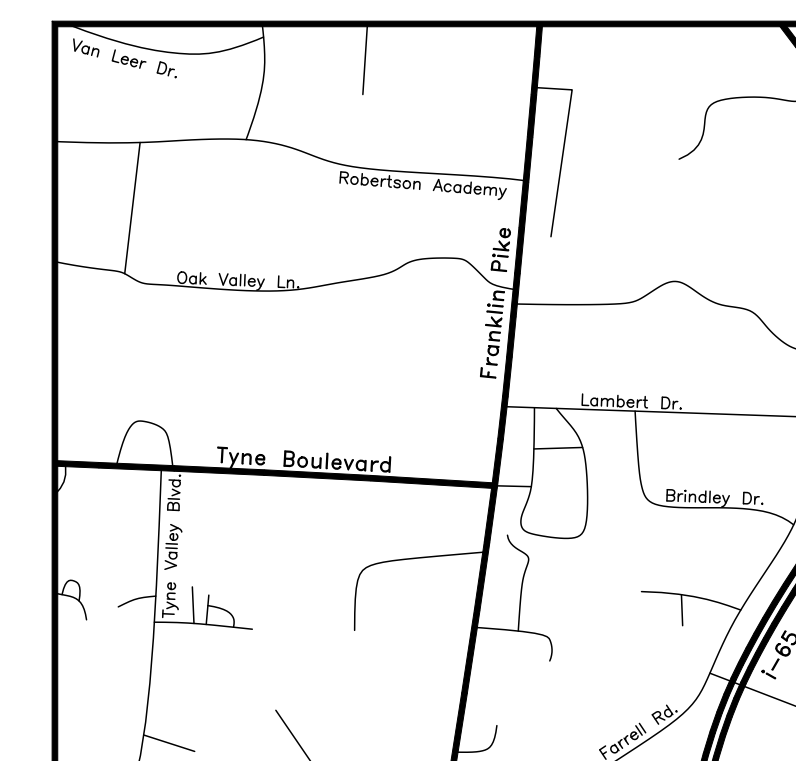 Van Leer Dr.
Robertson Academy
Oak Valley Ln.
Franklin Pike
Lambert Dr.
Tyne Boulevard
Tyne Valley Blvd.
Brindley Dr.
i-65
Farrell Rd.